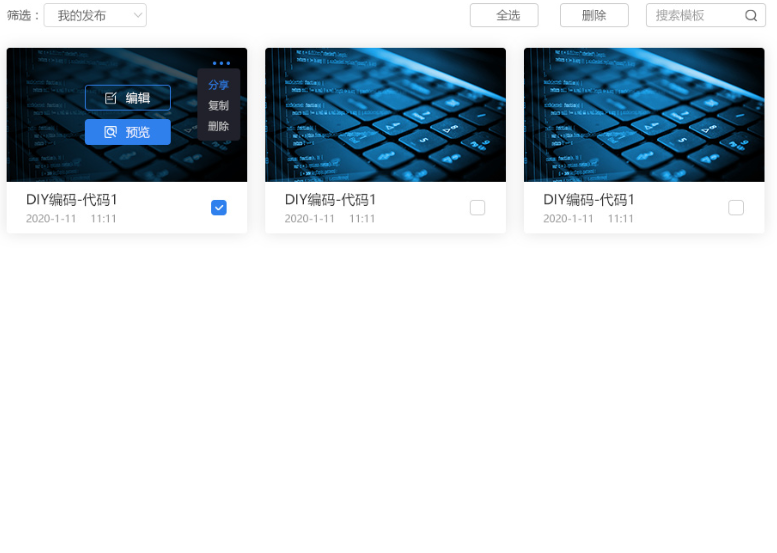 筛选： 我的发布 全选 删除 搜索模板
分享
编辑
复制
预览
删除
DIY编码-代码1
2020-1-11 11:11
DIY编码-代码1
2020-1-11 11:11
DIY编码-代码1
2020-1-11 11:11